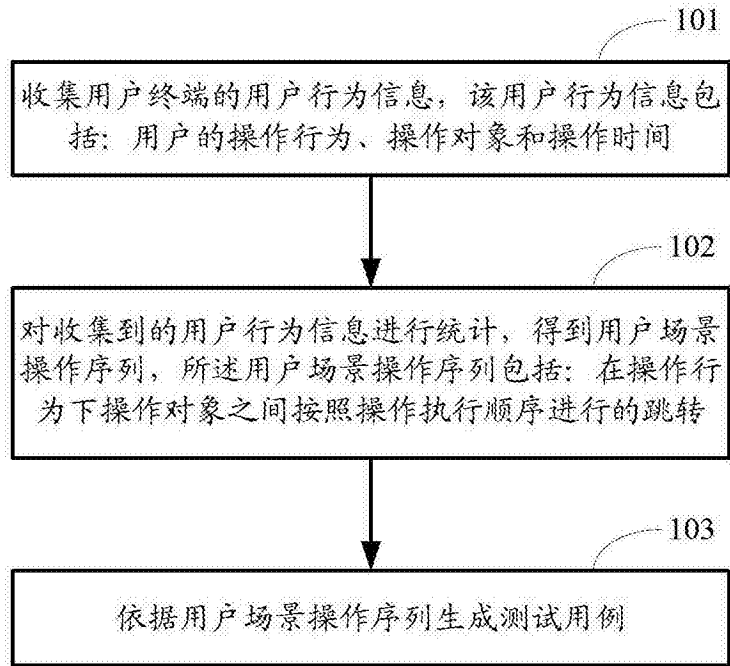 101
收集用户终端的用户行为信息，该用户行为信息包
括：用户的操作行为、操作对象和操作时间
102
对收集到的用户行为信息进行统计，得到用户场景
操作序列，所述用户场景操作序列包括：在操作行
为下操作对象之间按照操作执行顺序进行的跳转
103
依据用户场景操作序列生成测试用例